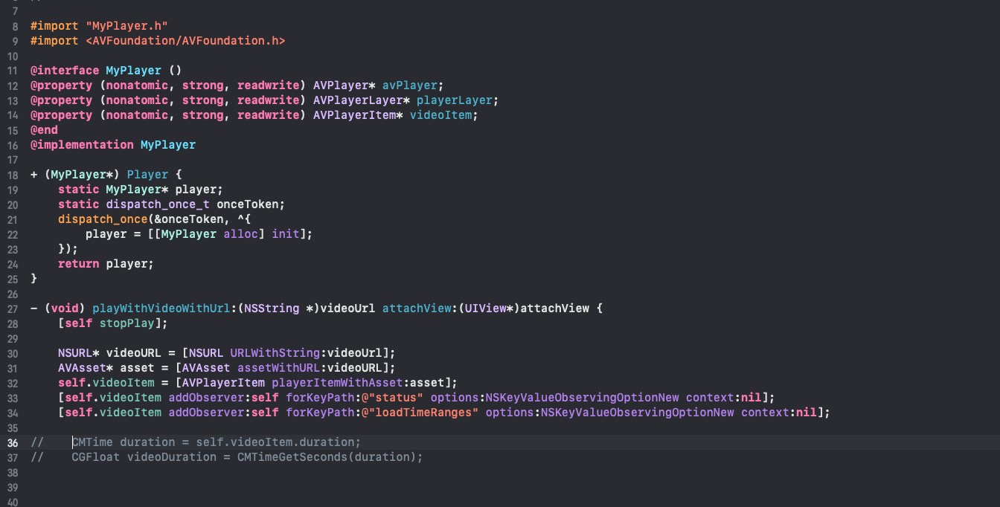 7
8 #import "MyPlayer.h"
9 #import <AVFoundation/AVFoundation.h>
10
11 @interface MyPlayer ()
12 @property (nonatomic, strong, readwrite) AVPlayer* avPlayer;
13 @property (nonatomic, strong, readwrite) AVPlayerLayer* playerLayer;
14 @property (nonatomic, strong, readwrite) AVPlayerItem* videoItem;
15 @end
16 @implementation MyPlayer
17
18 + (MyPlayer*) Player {
19     static MyPlayer* player;
20     static dispatch_once_t onceToken;
21     dispatch_once(&onceToken, ^{
22         player = [[MyPlayer alloc] init];
23     });
24     return player;
25 }
26
27 - (void) playWithVideoWithUrl:(NSString *)videoUrl attachView:(UIView*)attachView {
28     [self stopPlay];
29
30     NSURL* videoURL = [NSURL URLWithString:videoUrl];
31     AVAsset* asset = [AVAsset assetWithURL:videoURL];
32     self.videoItem = [AVPlayerItem playerItemWithAsset:asset];
33     [self.videoItem addObserver:self forKeyPath:@"status" options:NSKeyValueObservingOptionNew context:nil];
34     [self.videoItem addObserver:self forKeyPath:@"loadTimeRanges" options:NSKeyValueObservingOptionNew context:nil];
35
36 //    CMTime duration = self.videoItem.duration;
37 //    CGFloat videoDuration = CMTimeGetSeconds(duration);
38
39
40